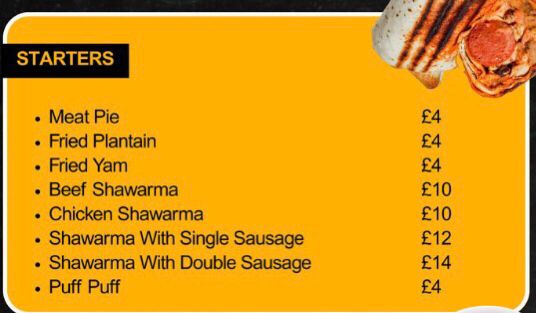 STARTERS
• Meat Pie £4
• Fried Plantain £4
• Fried Yam £4
• Beef Shawarma £10
• Chicken Shawarma £10
• Shawarma With Single Sausage £12
• Shawarma With Double Sausage £14
• Puff Puff £4